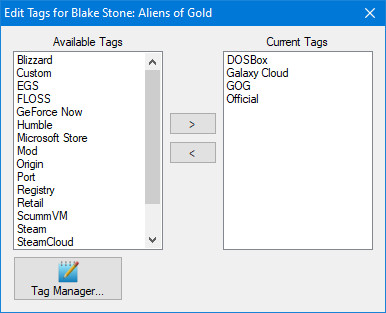 Edit Tags for Blake Stone: Aliens of Gold
Available Tags
Blizzard
Custom
EGS
FLOSS
GeForce Now
Humble
Microsoft Store
Mod
Origin
Port
Registry
Retail
ScummVM
Steam
SteamCloud
>
<
Current Tags
DOSBox
Galaxy Cloud
GOG
Official
Tag Manager...